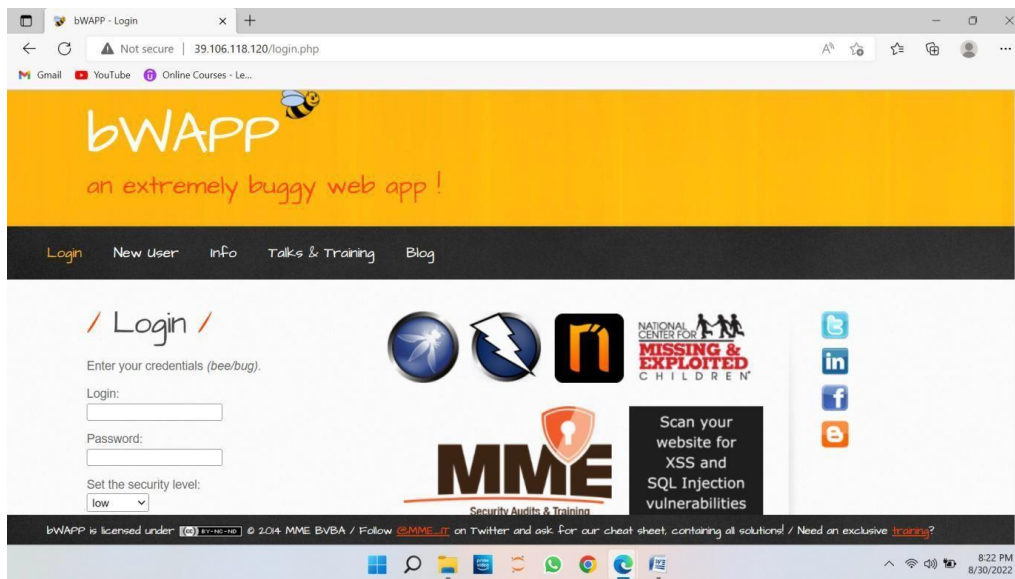 bWAPP - Login
Not secure | 39.106.118.120/login.php
Gmail YouTube Online Courses - Le...
bWAPP
an extremely buggy web app !
Login New User Info Talks & Training Blog
/ Login /
Enter your credentials (bee/bug).
Login:
Password:
Set the security level:
low
NATIONAL
CENTER FOR
MISSING &
EXPLOITED
CHILDREN
MME
Security Audits & Training
Scan your
website for
XSS and
SQL Injection
vulnerabilities
bWAPP is licensed under (cc) BY-NC-ND © 2014 MME BVBA / Follow @MME_IT on Twitter and ask for our cheat sheet, containing all solutions! / Need an exclusive training?
8:22 PM
8/30/2022